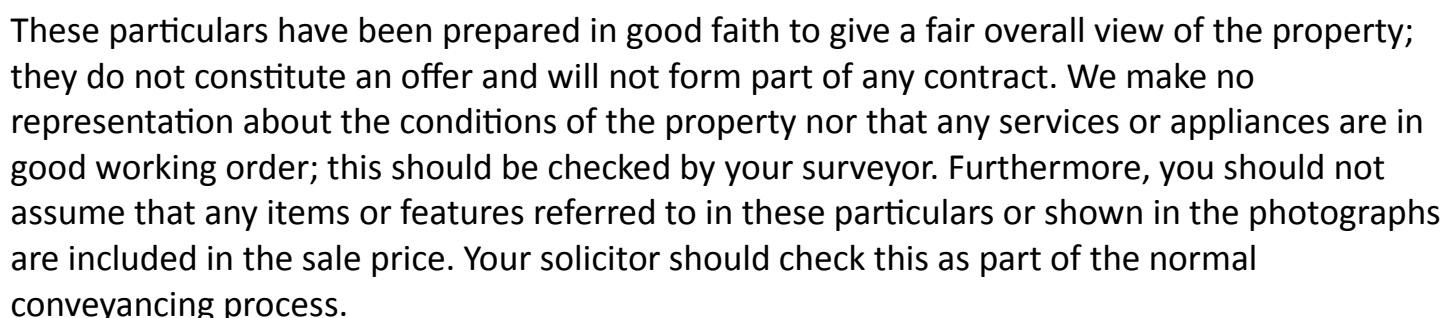 These particulars have been prepared in good faith to give a fair overall view of the property;
they do not constitute an offer and will not form part of any contract. We make no
representation about the conditions of the property nor that any services or appliances are in
good working order; this should be checked by your surveyor. Furthermore, you should not
assume that any items or features referred to in these particulars or shown in the photographs
are included in the sale price. Your solicitor should check this as part of the normal
conveyancing process.